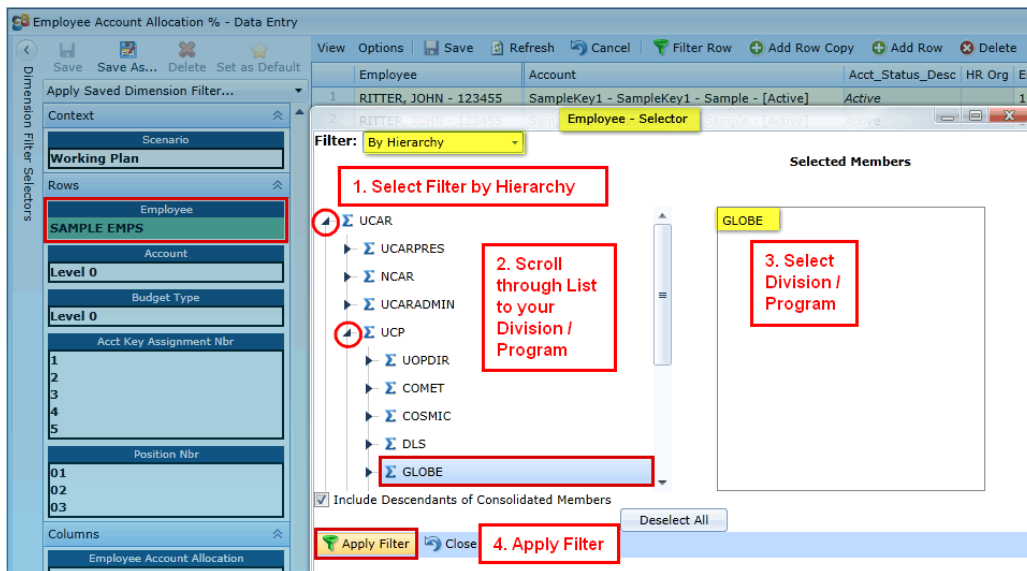 Employee Account Allocation % - Data Entry
Save Save As... Delete Set as Default
Dimension Filter Selectors
Apply Saved Dimension Filter...
Context
Scenario
Working Plan
Rows
Employee
SAMPLE EMPS
Account
Level 0
Budget Type
Level 0
Acct Key Assignment Nbr
1
2
3
4
5
Position Nbr
01
02
03
Columns
Employee Account Allocation
View Options Save Refresh Cancel Filter Row Add Row Copy Add Row Delete
Employee Account Acct_Status_Desc HR Org E
1 RITTER, JOHN - 123455 SampleKey1 - SampleKey1 - Sample - [Active] Active 1
2 RITTER, JOHN - 123455
Employee - Selector
Filter: By Hierarchy
Selected Members
1. Select Filter by Hierarchy
UCAR
UCARPRES
NCAR
UCARADMIN
UCP
UOPDIR
COMET
COSMIC
DLS
GLOBE
2. Scroll
through List
to your
Division /
Program
GLOBE
3. Select
Division /
Program
Include Descendants of Consolidated Members
Deselect All
Apply Filter Close
4. Apply Filter